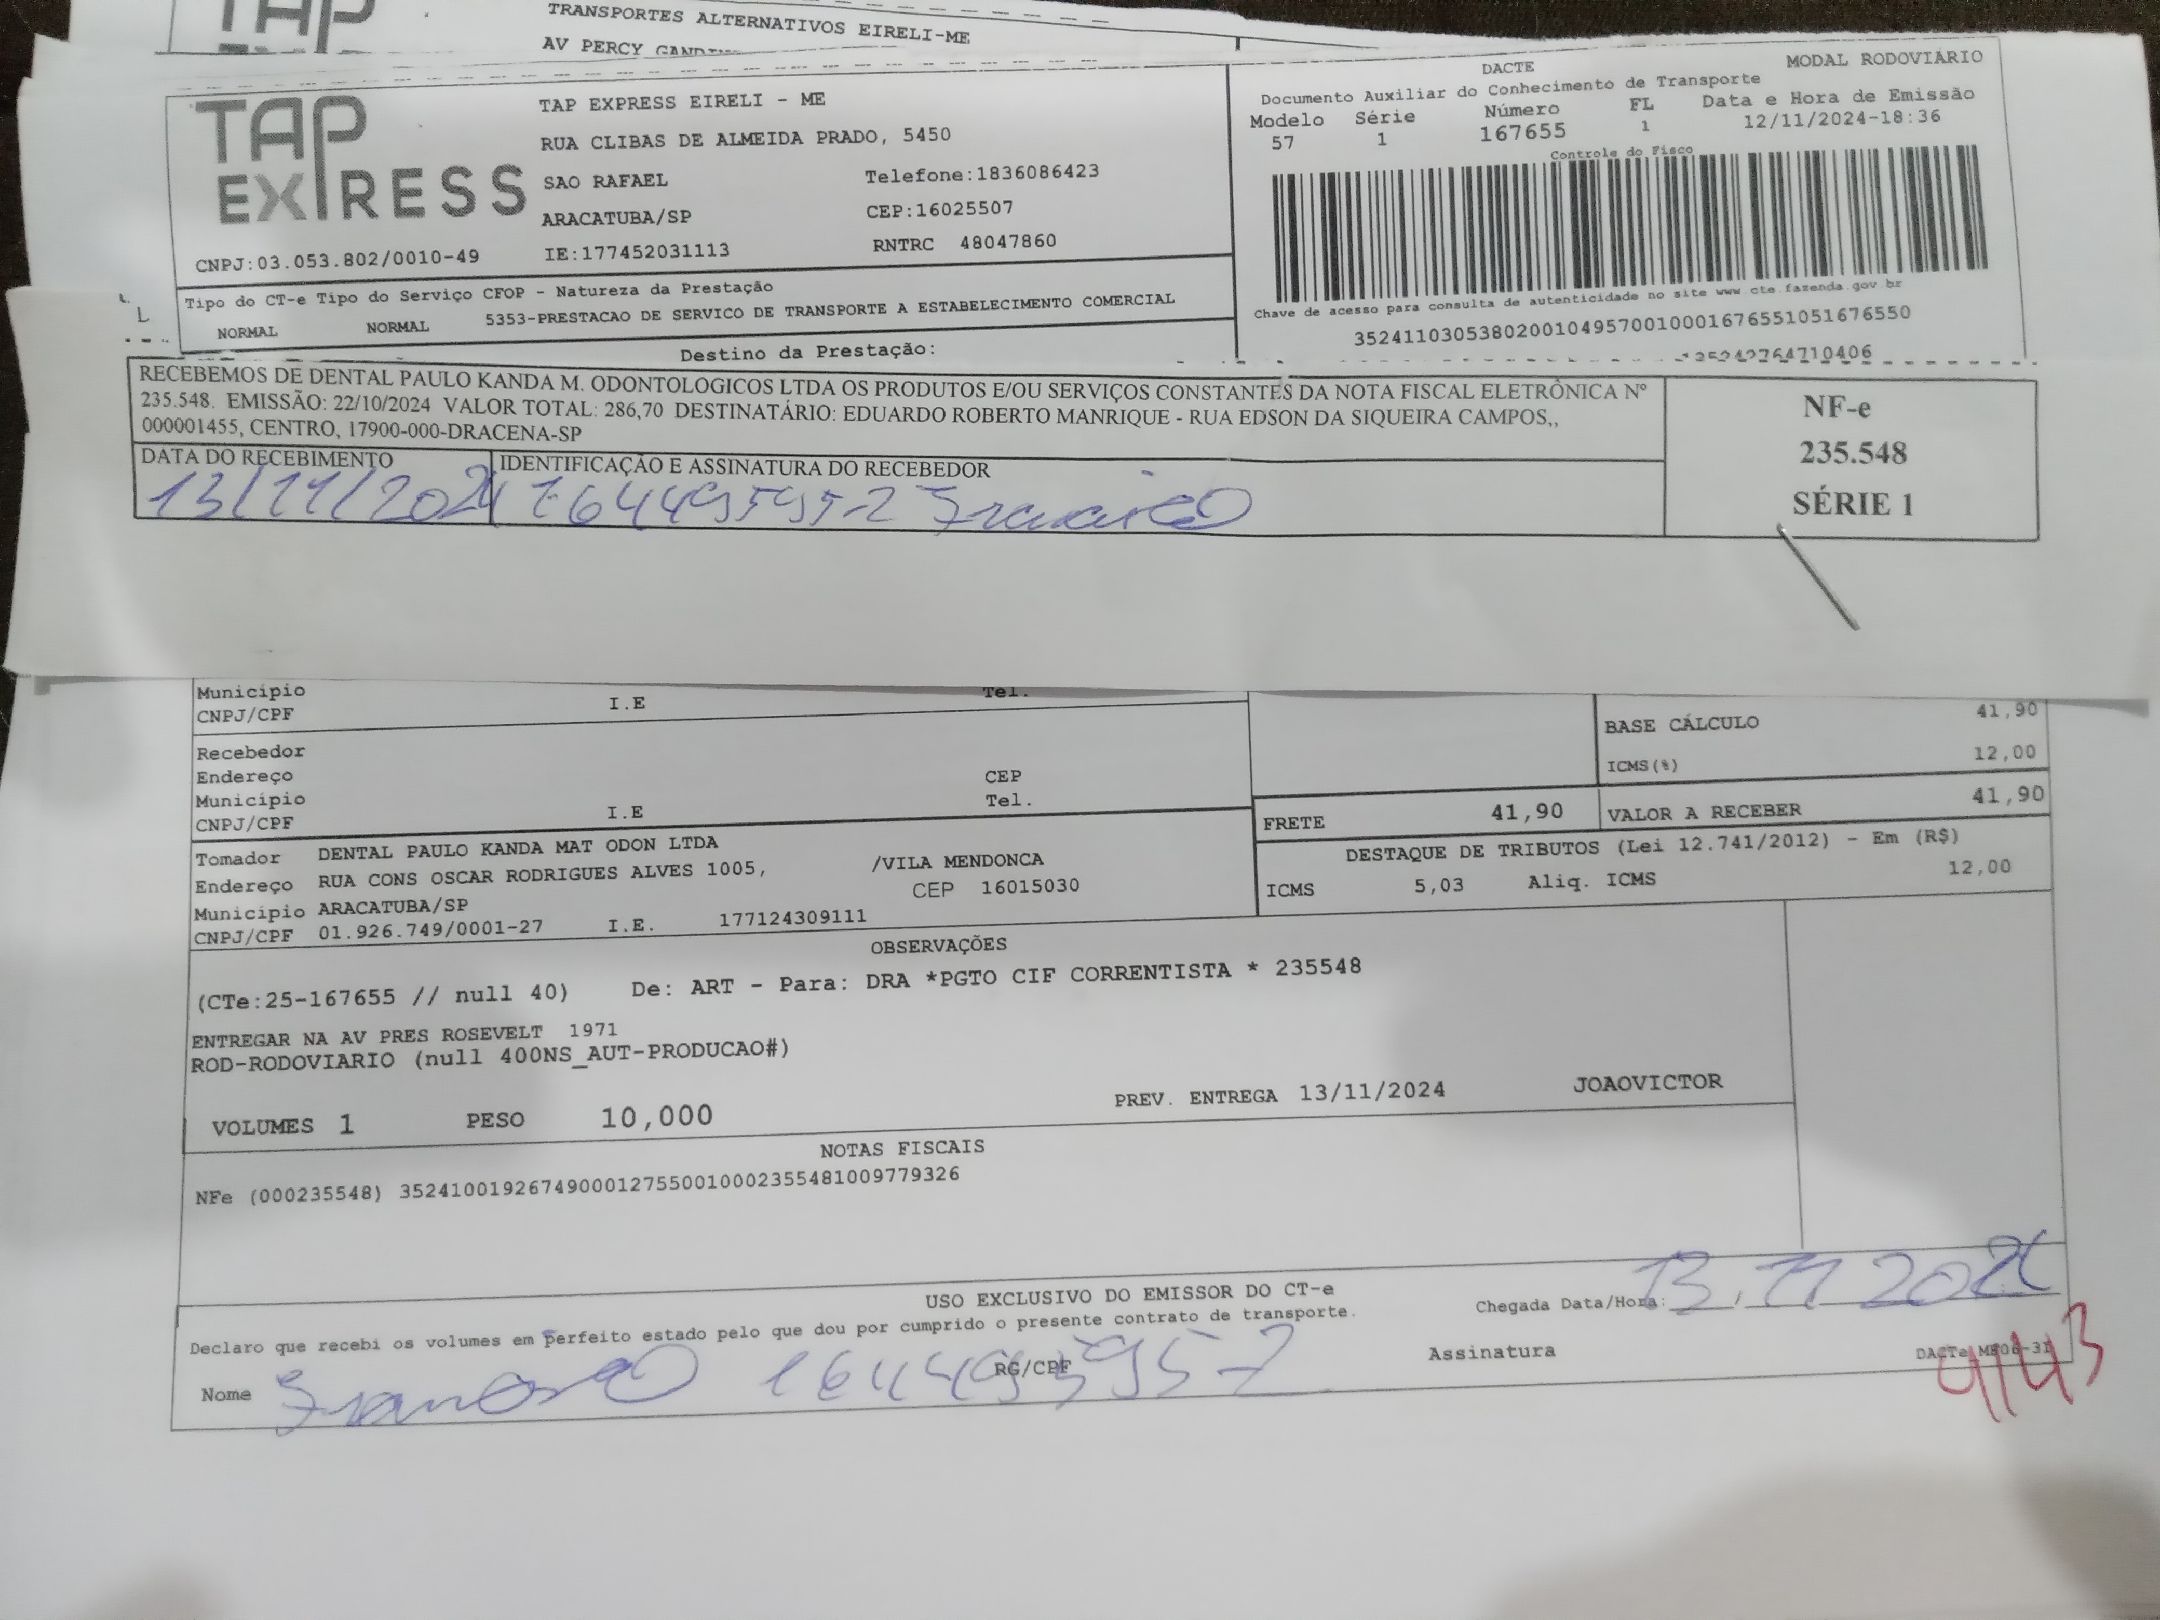 TRANSPORTES ALTERNATIVOS EIRELI-ME
AV PERCY
TAP EXPRESS
TAP EXPRESS EIRELI - ME
RUA CLIBAS DE ALMEIDA PRADO, 5450
SAO RAFAEL Telefone:1836086423
ARACATUBA/SP CEP:16025507
CNPJ:03.053.802/0010-49 IE:177452031113 RNTRC 48047860
DACTE MODAL RODOVIÁRIO
Documento Auxiliar do Conhecimento de Transporte
Modelo Série Número FL Data e Hora de Emissão
57 1 167655 1 12/11/2024-18:36
Controle do Fisco
Chave de acesso para consulta de autenticidade no site www.cte.fazenda.gov.br
35241103053802001049570010001676551051676550
135242764710406
Tipo do CT-e Tipo do Serviço CFOP - Natureza da Prestação
NORMAL NORMAL 5353-PRESTACAO DE SERVICO DE TRANSPORTE A ESTABELECIMENTO COMERCIAL
Destino da Prestação:
RECEBEMOS DE DENTAL PAULO KANDA M. ODONTOLOGICOS LTDA OS PRODUTOS E/OU SERVIÇOS CONSTANTES DA NOTA FISCAL ELETRÔNICA Nº
235.548. EMISSÃO: 22/10/2024 VALOR TOTAL: 286,70 DESTINATÁRIO: EDUARDO ROBERTO MANRIQUE - RUA EDSON DA SIQUEIRA CAMPOS,,
000001455, CENTRO, 17900-000-DRACENA-SP
DATA DO RECEBIMENTO IDENTIFICAÇÃO E ASSINATURA DO RECEBEDOR
13/11/2024
NF-e
235.548
SÉRIE 1
Município Tel.
CNPJ/CPF I.E
Recebedor
Endereço CEP
Município Tel.
CNPJ/CPF I.E
BASE CÁLCULO 41,90
ICMS(%) 12,00
FRETE 41,90 VALOR A RECEBER 41,90
DESTAQUE DE TRIBUTOS (Lei 12.741/2012) - Em (R$)
ICMS 5,03 Aliq. ICMS 12,00
Tomador DENTAL PAULO KANDA MAT ODON LTDA
Endereço RUA CONS OSCAR RODRIGUES ALVES 1005, /VILA MENDONCA
CEP 16015030
Município ARACATUBA/SP
CNPJ/CPF 01.926.749/0001-27 I.E. 177124309111
OBSERVAÇÕES
(CTe:25-167655 // null 40) De: ART - Para: DRA *PGTO CIF CORRENTISTA * 235548
ENTREGAR NA AV PRES ROSEVELT 1971
ROD-RODOVIARIO (null 400NS_AUT-PRODUCAO#)
VOLUMES 1 PESO 10,000 PREV. ENTREGA 13/11/2024 JOAOVICTOR
NOTAS FISCAIS
NFe (000235548) 35241001926749000127550010002355481009779326
USO EXCLUSIVO DO EMISSOR DO CT-e
Declaro que recebi os volumes em perfeito estado pelo que dou por cumprido o presente contrato de transporte.
Chegada Data/Hora: 13 11 2024
Nome RG/CPF Assinatura